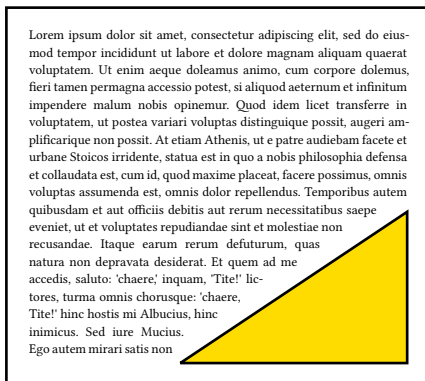 Lorem ipsum dolor sit amet, consectetur adipiscing elit, sed do eius-
mod tempor incididunt ut labore et dolore magnam aliquam quaerat
voluptatem. Ut enim aeque doleamus animo, cum corpore dolemus,
fieri tamen permagna accessio potest, si aliquod aeternum et infinitum
impendere malum nobis opinemur. Quod idem licet transferre in
voluptatem, ut postea variari voluptas distinguique possit, augeri am-
plificarique non possit. At etiam Athenis, ut e patre audiebam facete et
urbane Stoicos irridente, statua est in quo a nobis philosophia defensa
et collaudata est, cum id, quod maxime placeat, facere possimus, omnis
voluptas assumenda est, omnis dolor repellendus. Temporibus autem
quibusdam et aut officiis debitis aut rerum necessitatibus saepe
eveniet, ut et voluptates repudiandae sint et molestiae non
recusandae. Itaque earum rerum defuturum, quas
natura non depravata desiderat. Et quem ad me
accedis, saluto: 'chaere,' inquam, 'Tite!' lic-
tores, turma omnis chorusque: 'chaere,
Tite!' hinc hostis mi Albucius, hinc
inimicus. Sed iure Mucius.
Ego autem mirari satis non